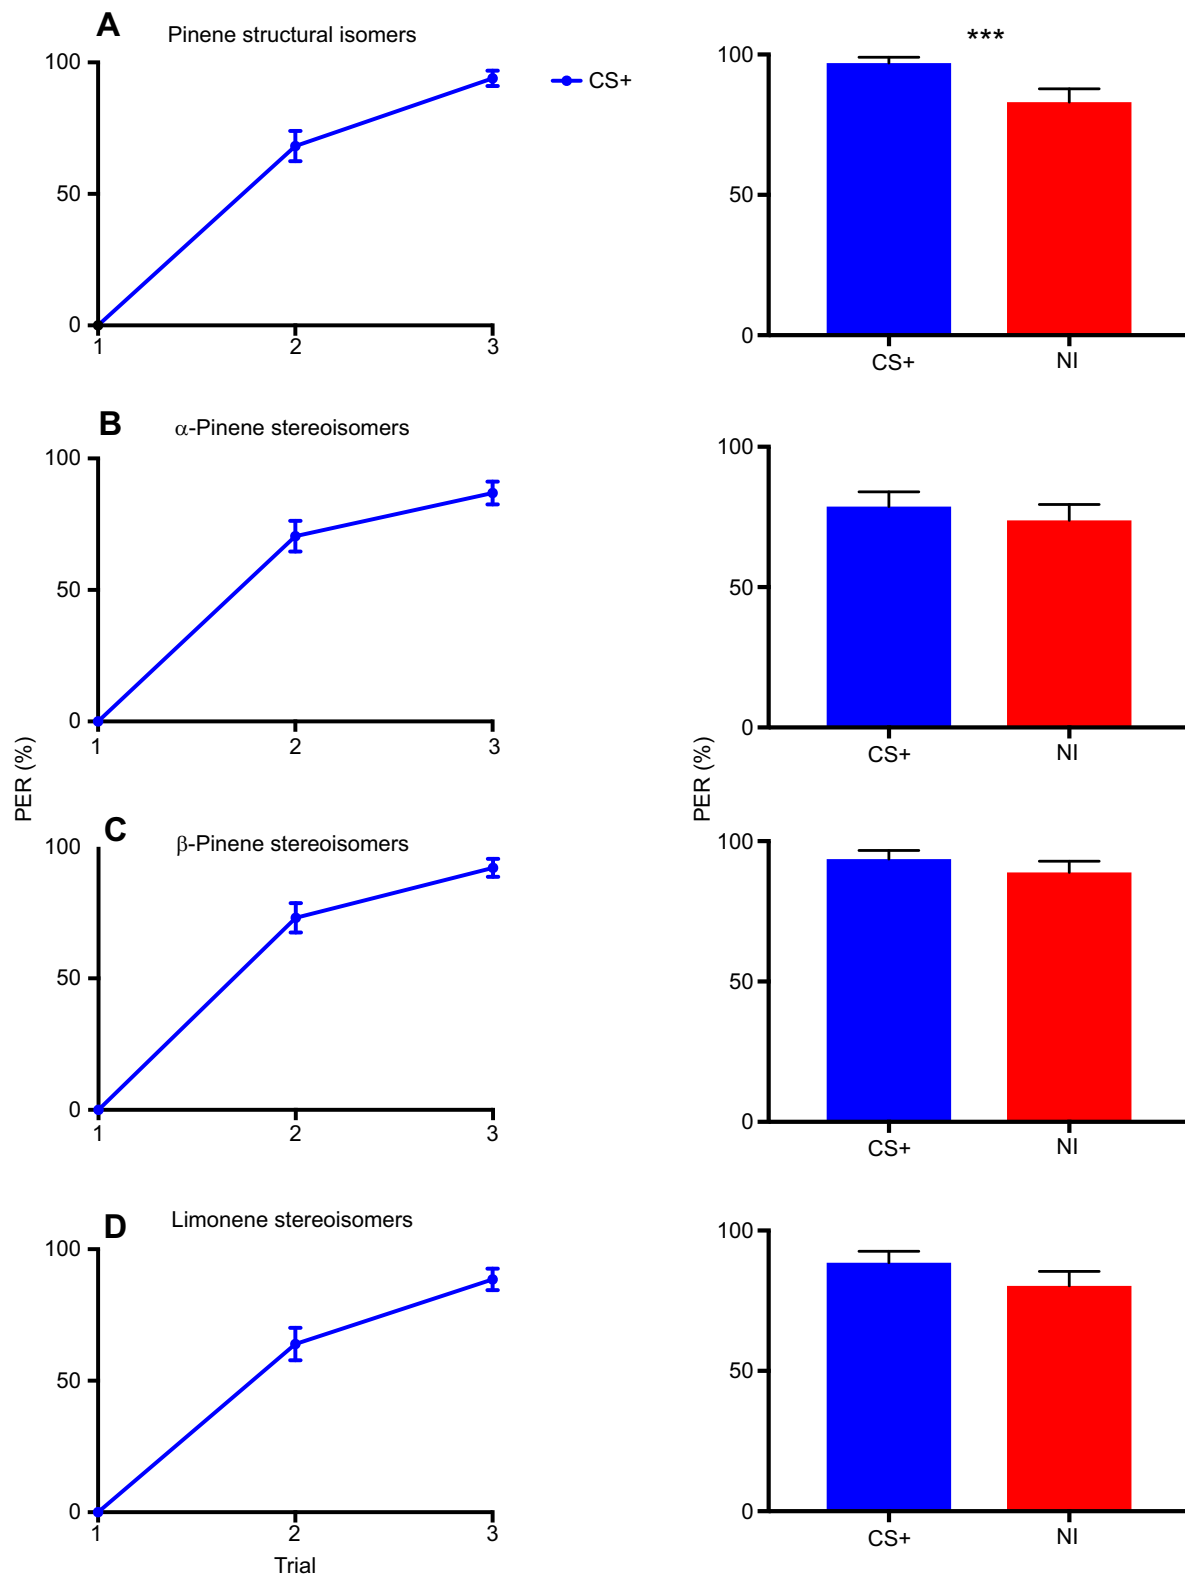 A
Pinene structural isomers
100
50
0
1
2
3
CS+
***
100
50
0
CS+
NI
B
α-Pinene stereoisomers
100
50
0
1
2
3
100
50
0
CS+
NI
PER (%)
PER (%)
C
β-Pinene stereoisomers
100
50
0
1
2
3
100
50
0
CS+
NI
D
Limonene stereoisomers
100
50
0
1
2
3
Trial
100
50
0
CS+
NI